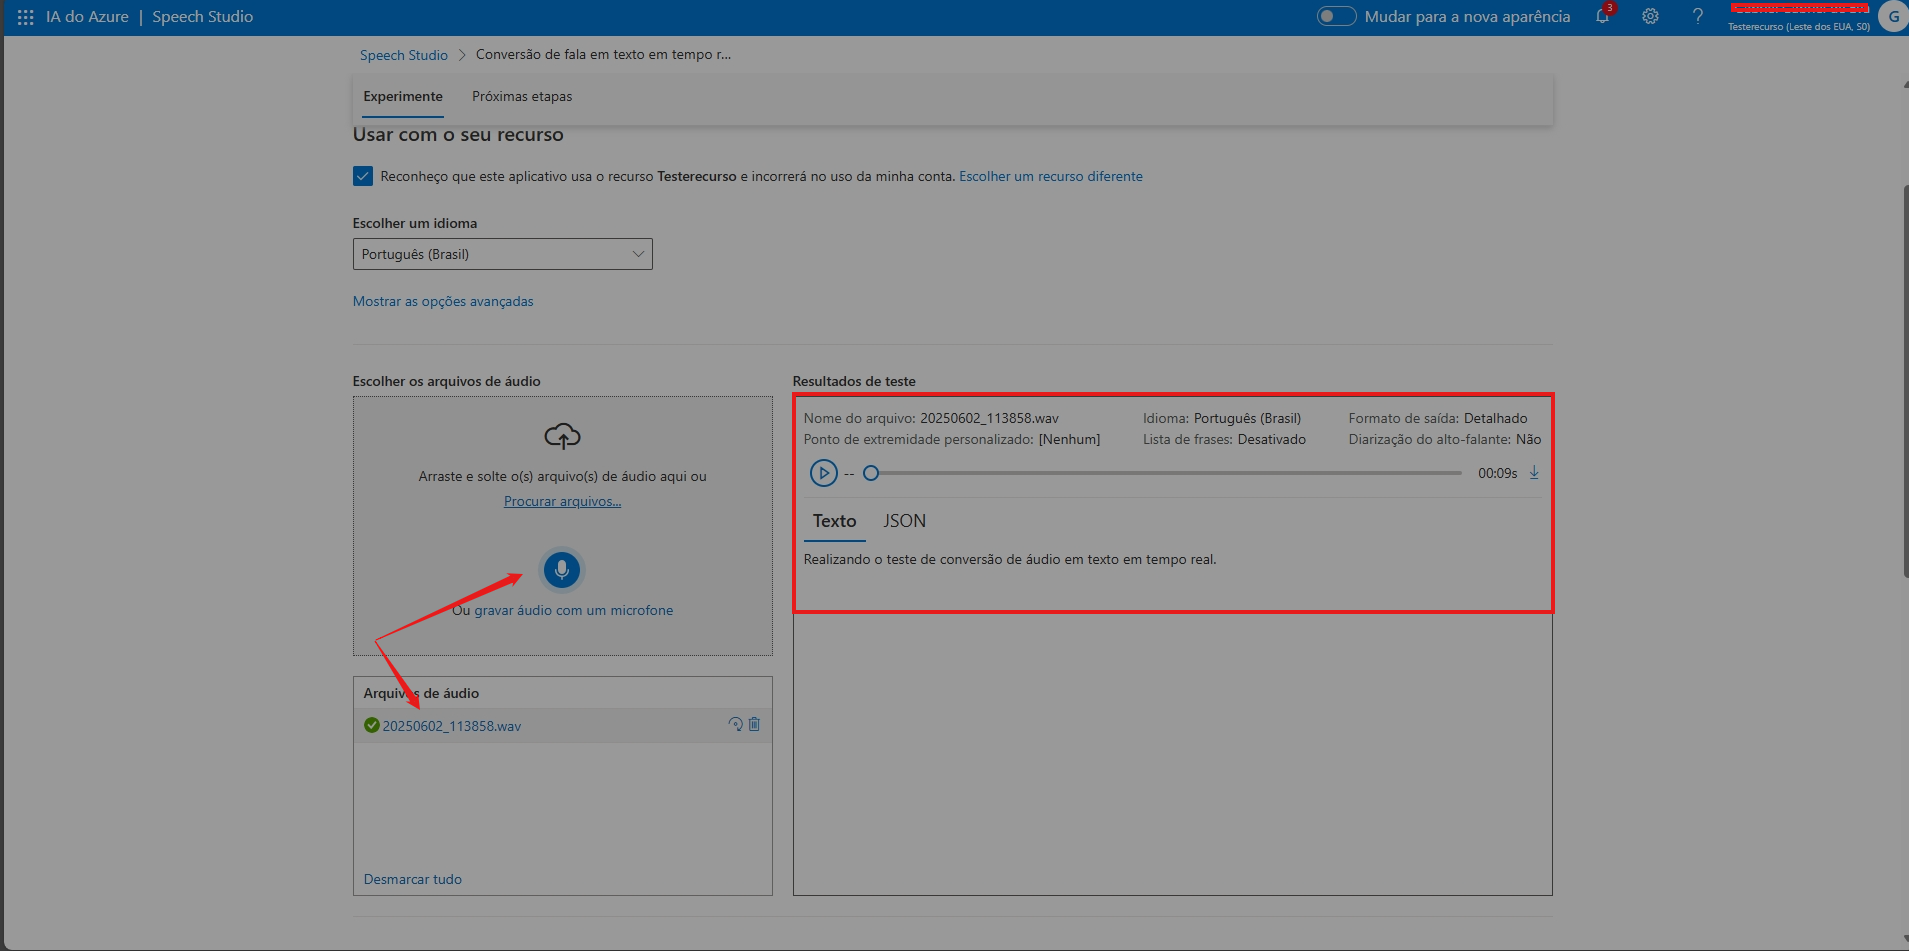 IA do Azure | Speech Studio
Mudar para a nova aparência
3
Testerecurso (Leste dos EUA, S0)
G
Speech Studio > Conversão de fala em texto em tempo r...
Experimente Próximas etapas
Usar com o seu recurso
Reconheço que este aplicativo usa o recurso Testerecurso e incorrerá no uso da minha conta. Escolher um recurso diferente
Escolher um idioma
Português (Brasil)
Mostrar as opções avançadas
Escolher os arquivos de áudio
Arraste e solte o(s) arquivo(s) de áudio aqui ou
Procurar arquivos...
Ou gravar áudio com um microfone
Arquivos de áudio
20250602_113858.wav
Desmarcar tudo
Resultados de teste
Nome do arquivo: 20250602_113858.wav Idioma: Português (Brasil) Formato de saída: Detalhado
Ponto de extremidade personalizado: [Nenhum] Lista de frases: Desativado Diarização do alto-falante: Não
-- 00:09s
Texto JSON
Realizando o teste de conversão de áudio em texto em tempo real.